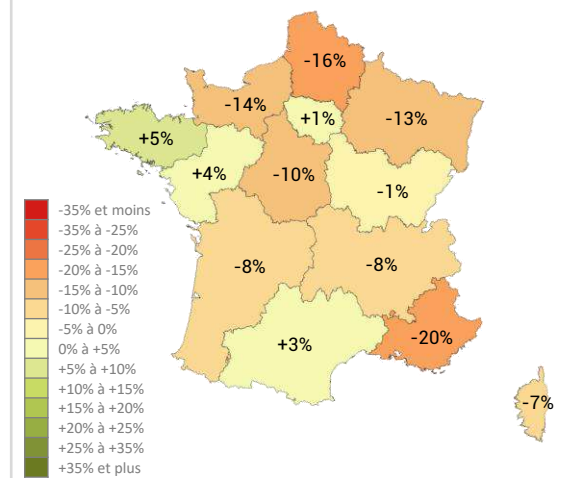 -16%
-14%
+1%
-13%
+5%
+4%
-10%
-1%
-8%
-8%
+3%
-20%
-7%
-35% et moins
-35% à -25%
-25% à -20%
-20% à -15%
-15% à -10%
-10% à -5%
-5% à 0%
0% à +5%
+5% à +10%
+10% à +15%
+15% à +20%
+20% à +25%
+25% à +35%
+35% et plus